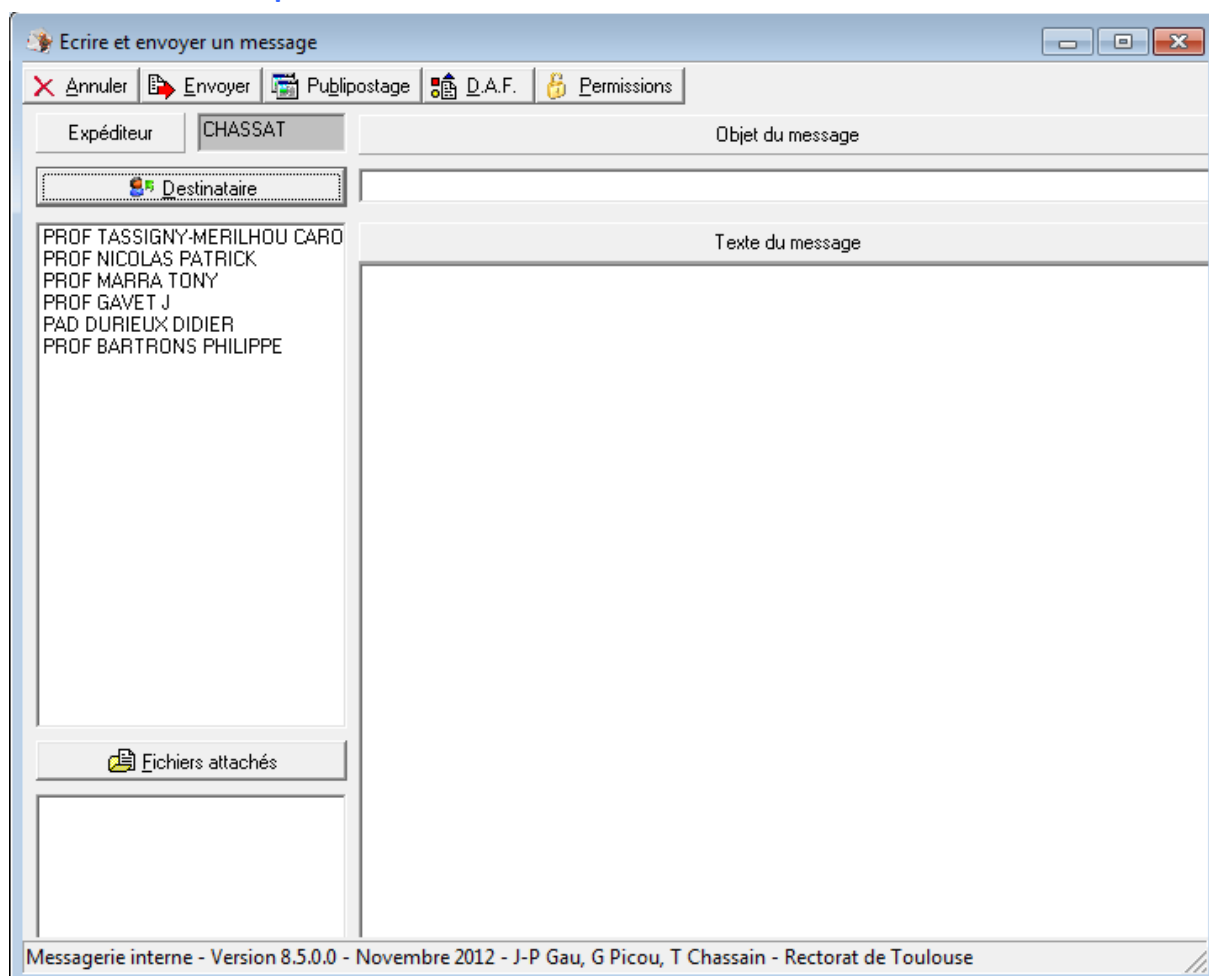 Ecrire et envoyer un message
Annuler Envoyer Publipostage D.A.F. Permissions
Expéditeur CHASSAT Objet du message
Destinataire
PROF TASSIGNY-MERILHOU CARO
PROF NICOLAS PATRICK
PROF MARRA TONY
PROF GAVET J
PAD DURIEUX DIDIER
PROF BARTRONS PHILIPPE
Texte du message
Fichiers attachés
Messagerie interne - Version 8.5.0.0 - Novembre 2012 - J-P Gau, G Picou, T Chassain - Rectorat de Toulouse